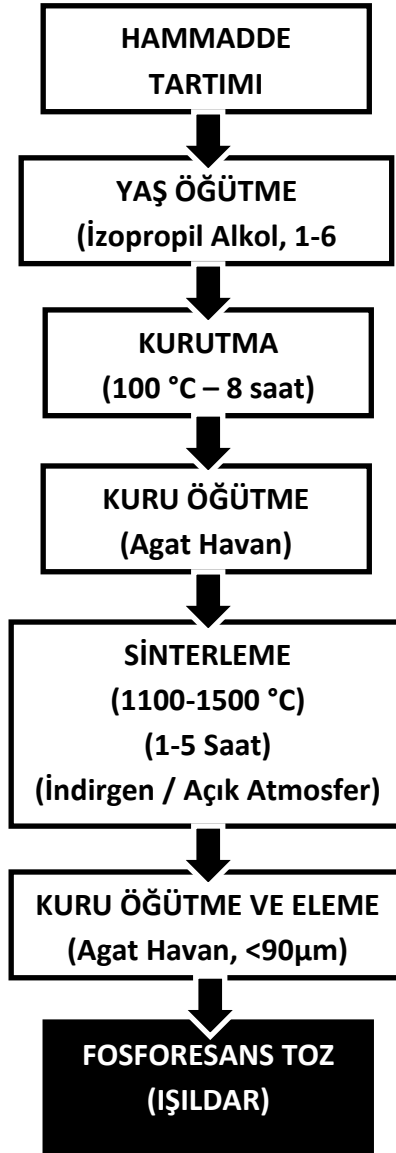 HAMMADDE
TARTIMI
YAŞ ÖĞÜTME
(İzopropil Alkol, 1-6
KURUTMA
(100 °C – 8 saat)
KURU ÖĞÜTME
(Agat Havan)
SİNTERLEME
(1100-1500 °C)
(1-5 Saat)
(İndirgen / Açık Atmosfer)
KURU ÖĞÜTME VE ELEME
(Agat Havan, <90µm)
FOSFORESANS TOZ
(IŞILDAR)